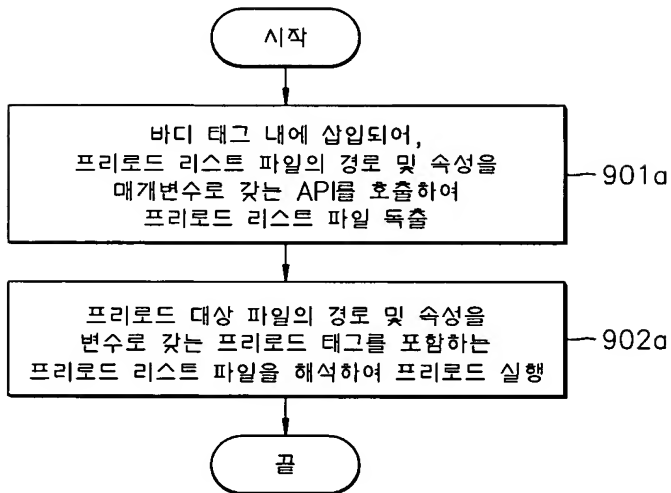 시작
바디 태그 내에 삽입되어,
프리로드 리스트 파일의 경로 및 속성을
매개변수로 갖는 API를 호출하여
프리로드 리스트 파일 독출
901a
프리로드 대상 파일의 경로 및 속성을
변수로 갖는 프리로드 태그를 포함하는
프리로드 리스트 파일을 해석하여 프리로드 실행
902a
끝